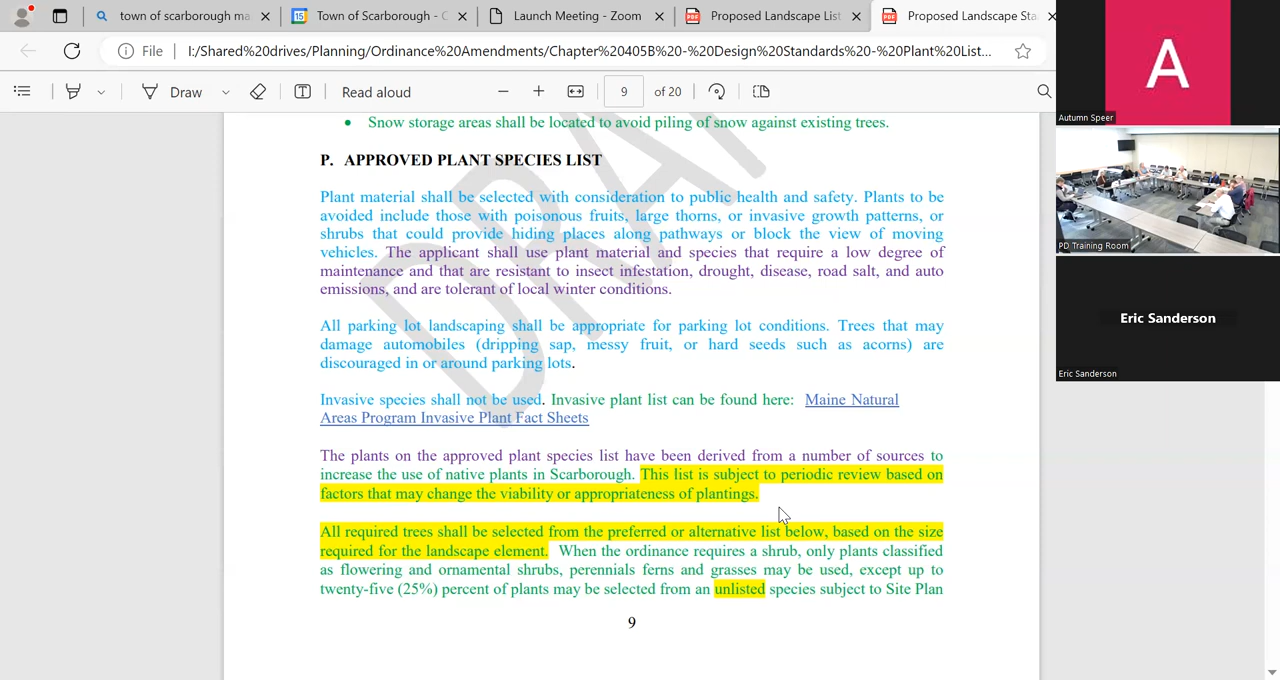 town of scarborough ma
Town of Scarborough - C
Launch Meeting - Zoom
Proposed Landscape List
Proposed Landscape Sta
File
I:/Shared%20drives/Planning/Ordinance%20Amendments/Chapter%20405B%20-%20Design%20Standards%20-%20Plant%20List...
Draw
Read aloud
9
of 20
A
Autumn Speer
PD Training Room
Eric Sanderson
Eric Sanderson
DRAFT
• Snow storage areas shall be located to avoid piling of snow against existing trees.
P. APPROVED PLANT SPECIES LIST
Plant material shall be selected with consideration to public health and safety. Plants to be
avoided include those with poisonous fruits, large thorns, or invasive growth patterns, or
shrubs that could provide hiding places along pathways or block the view of moving
vehicles. The applicant shall use plant material and species that require a low degree of
maintenance and that are resistant to insect infestation, drought, disease, road salt, and auto
emissions, and are tolerant of local winter conditions.
All parking lot landscaping shall be appropriate for parking lot conditions. Trees that may
damage automobiles (dripping sap, messy fruit, or hard seeds such as acorns) are
discouraged in or around parking lots.
Invasive species shall not be used. Invasive plant list can be found here: Maine Natural
Areas Program Invasive Plant Fact Sheets
The plants on the approved plant species list have been derived from a number of sources to
increase the use of native plants in Scarborough. This list is subject to periodic review based on
factors that may change the viability or appropriateness of plantings.
All required trees shall be selected from the preferred or alternative list below, based on the size
required for the landscape element. When the ordinance requires a shrub, only plants classified
as flowering and ornamental shrubs, perennials ferns and grasses may be used, except up to
twenty-five (25%) percent of plants may be selected from an unlisted species subject to Site Plan
9